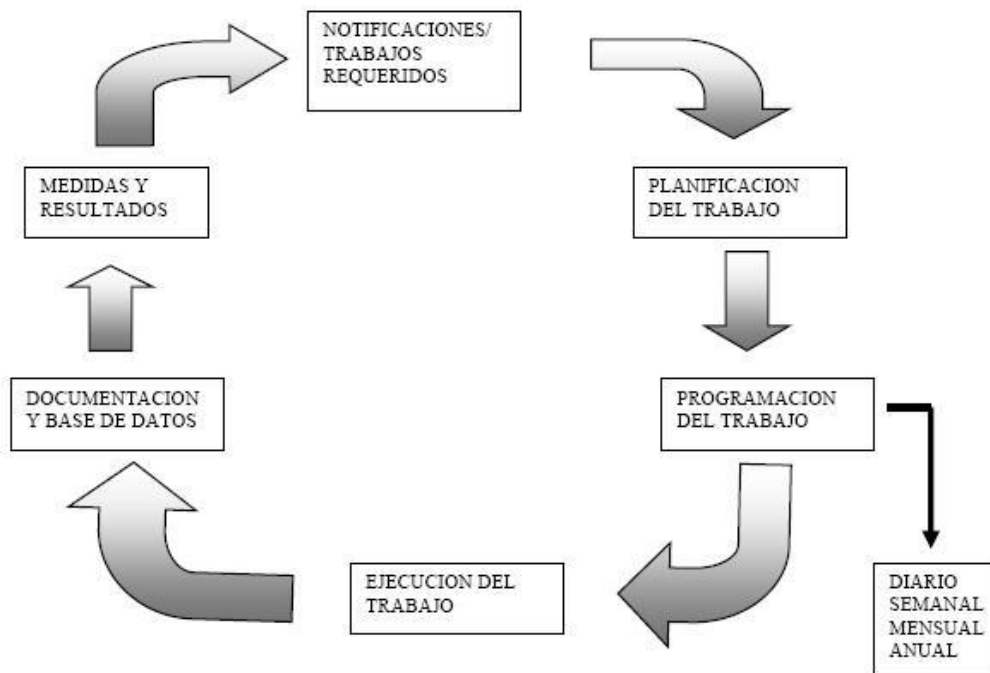 NOTIFICACIONES/
TRABAJOS
REQUERIDOS
PLANIFICACION
DEL TRABAJO
PROGRAMACION
DEL TRABAJO
DIARIO
SEMANAL
MENSUAL
ANUAL
EJECUCION DEL
TRABAJO
DOCUMENTACION
Y BASE DE DATOS
MEDIDAS Y
RESULTADOS